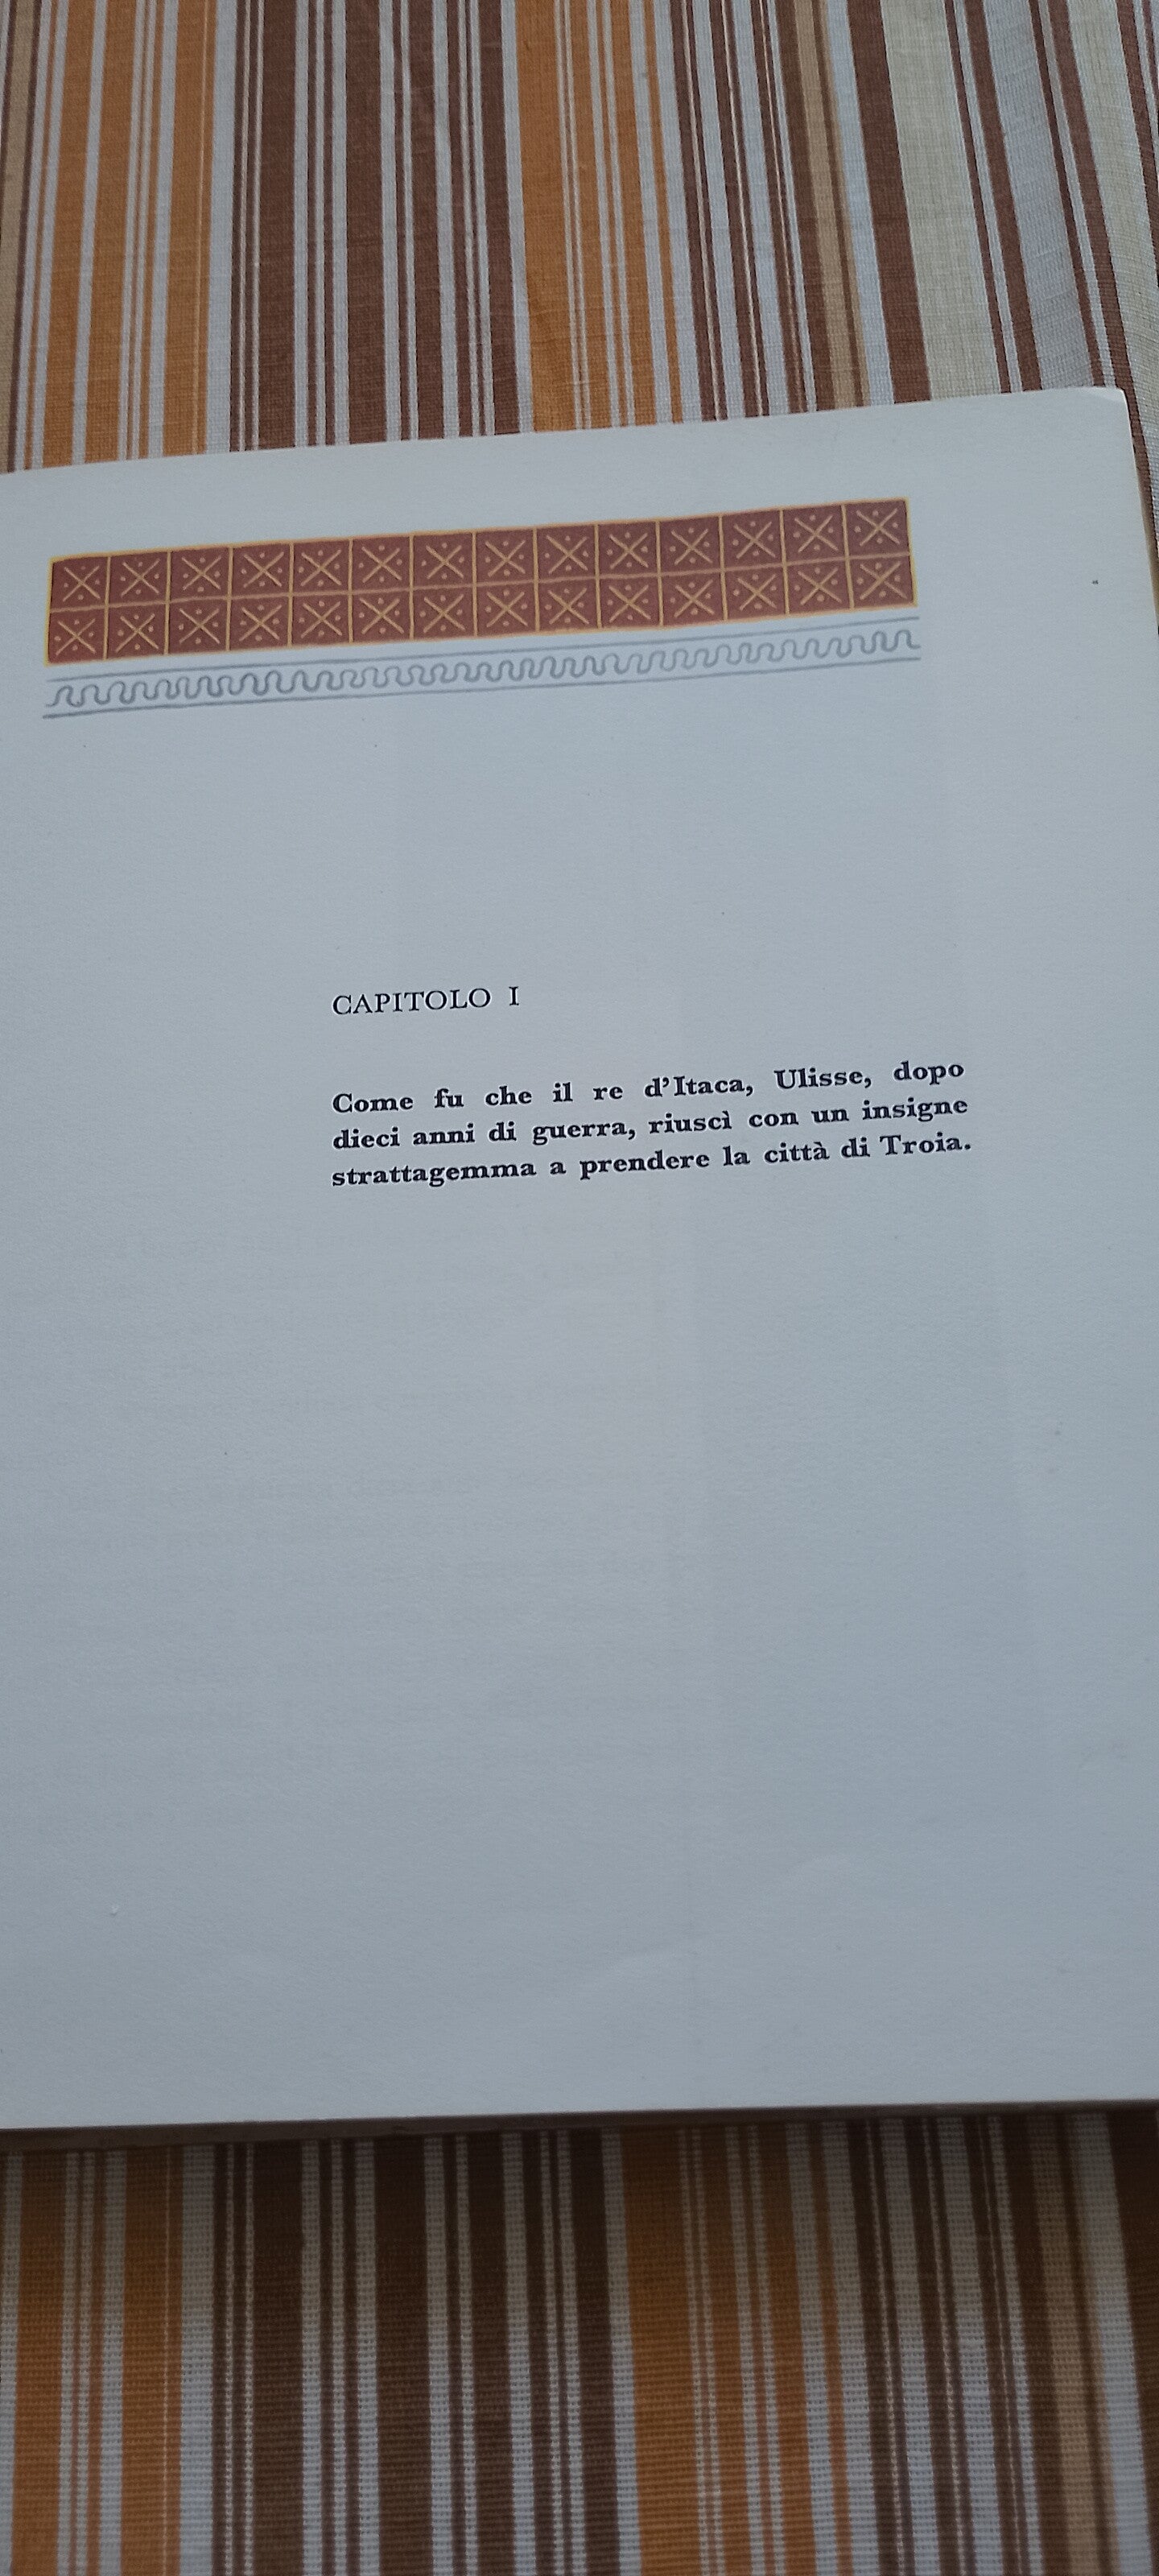 CAPITOLO I
Come fu che il re d'Itaca, Ulisse, dopo
dieci anni di guerra, riuscì con un insigne
strattagemma a prendere la città di Troia.